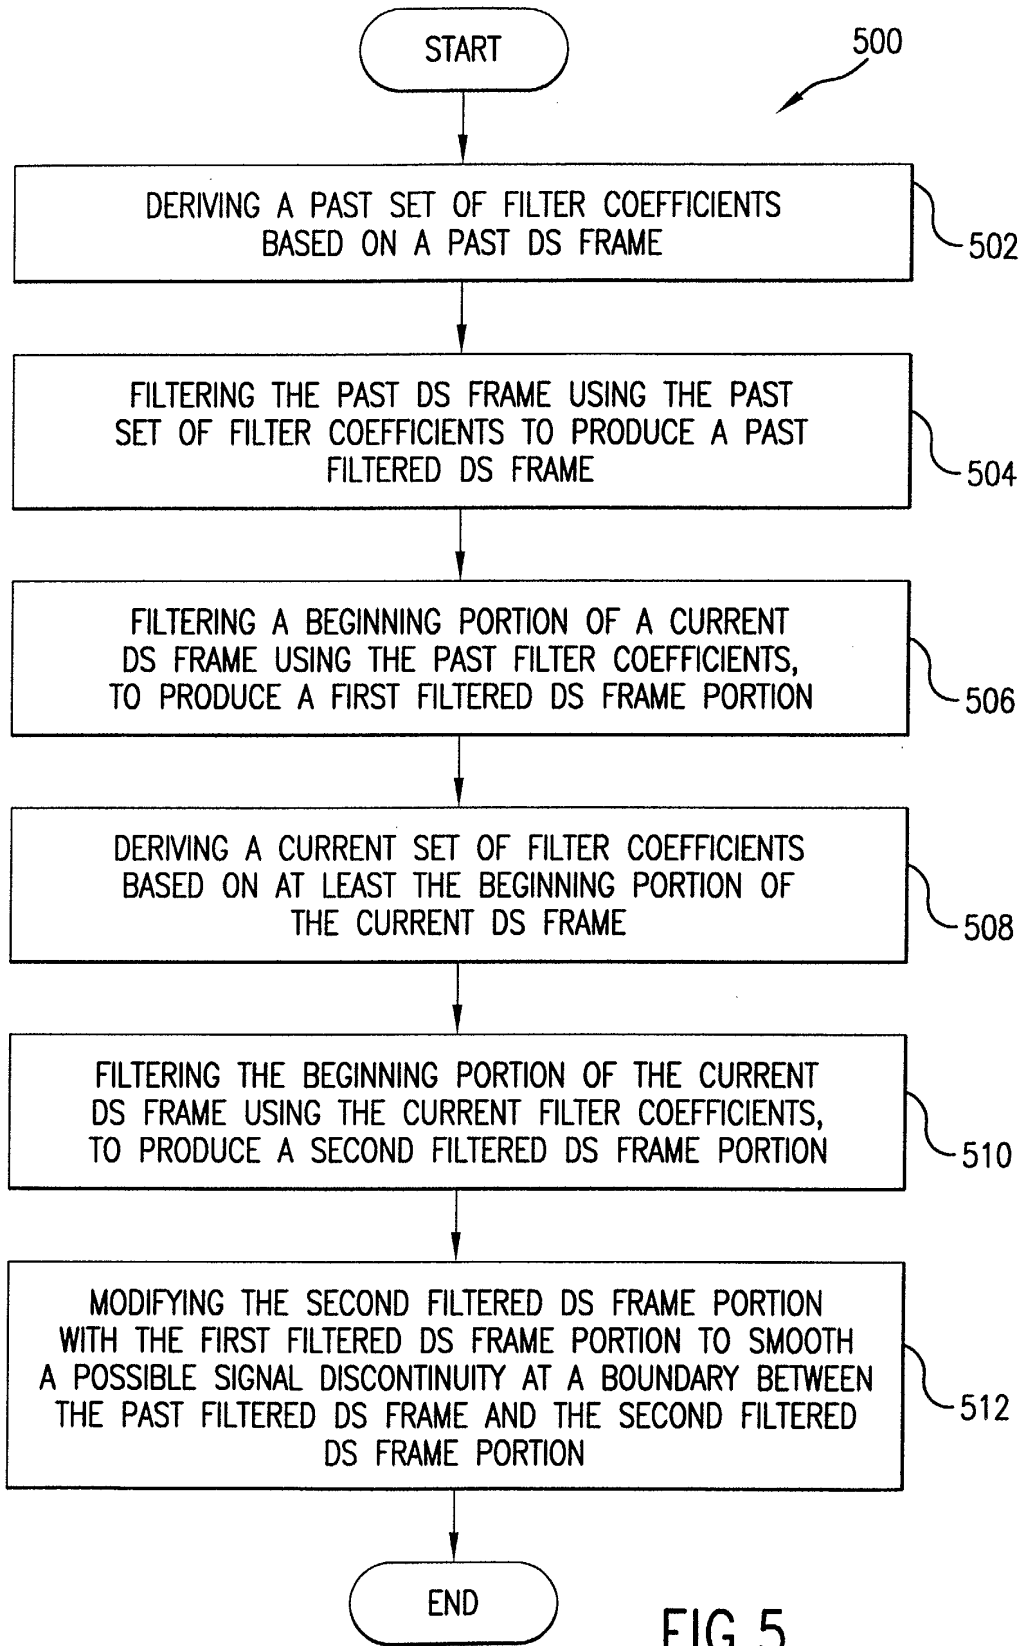 START
500
DERIVING A PAST SET OF FILTER COEFFICIENTS
BASED ON A PAST DS FRAME
502
FILTERING THE PAST DS FRAME USING THE PAST
SET OF FILTER COEFFICIENTS TO PRODUCE A PAST
FILTERED DS FRAME
504
FILTERING A BEGINNING PORTION OF A CURRENT
DS FRAME USING THE PAST FILTER COEFFICIENTS,
TO PRODUCE A FIRST FILTERED DS FRAME PORTION
506
DERIVING A CURRENT SET OF FILTER COEFFICIENTS
BASED ON AT LEAST THE BEGINNING PORTION OF
THE CURRENT DS FRAME
508
FILTERING THE BEGINNING PORTION OF THE CURRENT
DS FRAME USING THE CURRENT FILTER COEFFICIENTS,
TO PRODUCE A SECOND FILTERED DS FRAME PORTION
510
MODIFYING THE SECOND FILTERED DS FRAME PORTION
WITH THE FIRST FILTERED DS FRAME PORTION TO SMOOTH
A POSSIBLE SIGNAL DISCONTINUITY AT A BOUNDARY BETWEEN
THE PAST FILTERED DS FRAME AND THE SECOND FILTERED
DS FRAME PORTION
512
END
FIG.5